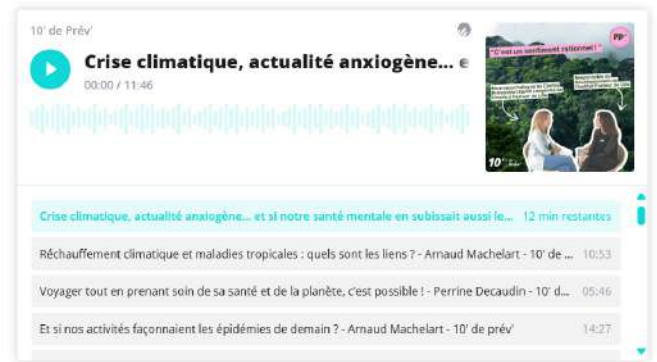 10' de Prév'
Crise climatique, actualité anxiogène... e
00:00 / 11:46
"C'est un sentiment rationnel ! "
PP
10'
Crise climatique, actualité anxiogène... et si notre santé mentale en subissait aussi le... 12 min restantes
Réchauffement climatique et maladies tropicales : quels sont les liens ? - Arnaud Machelart - 10' de ... 10:53
Voyager tout en prenant soin de sa santé et de la planète, c'est possible ! - Perrine Decaudin - 10' d... 05:46
Et si nos activités façonnaient les épidémies de demain ? - Arnaud Machelart - 10' de prév' 14:27